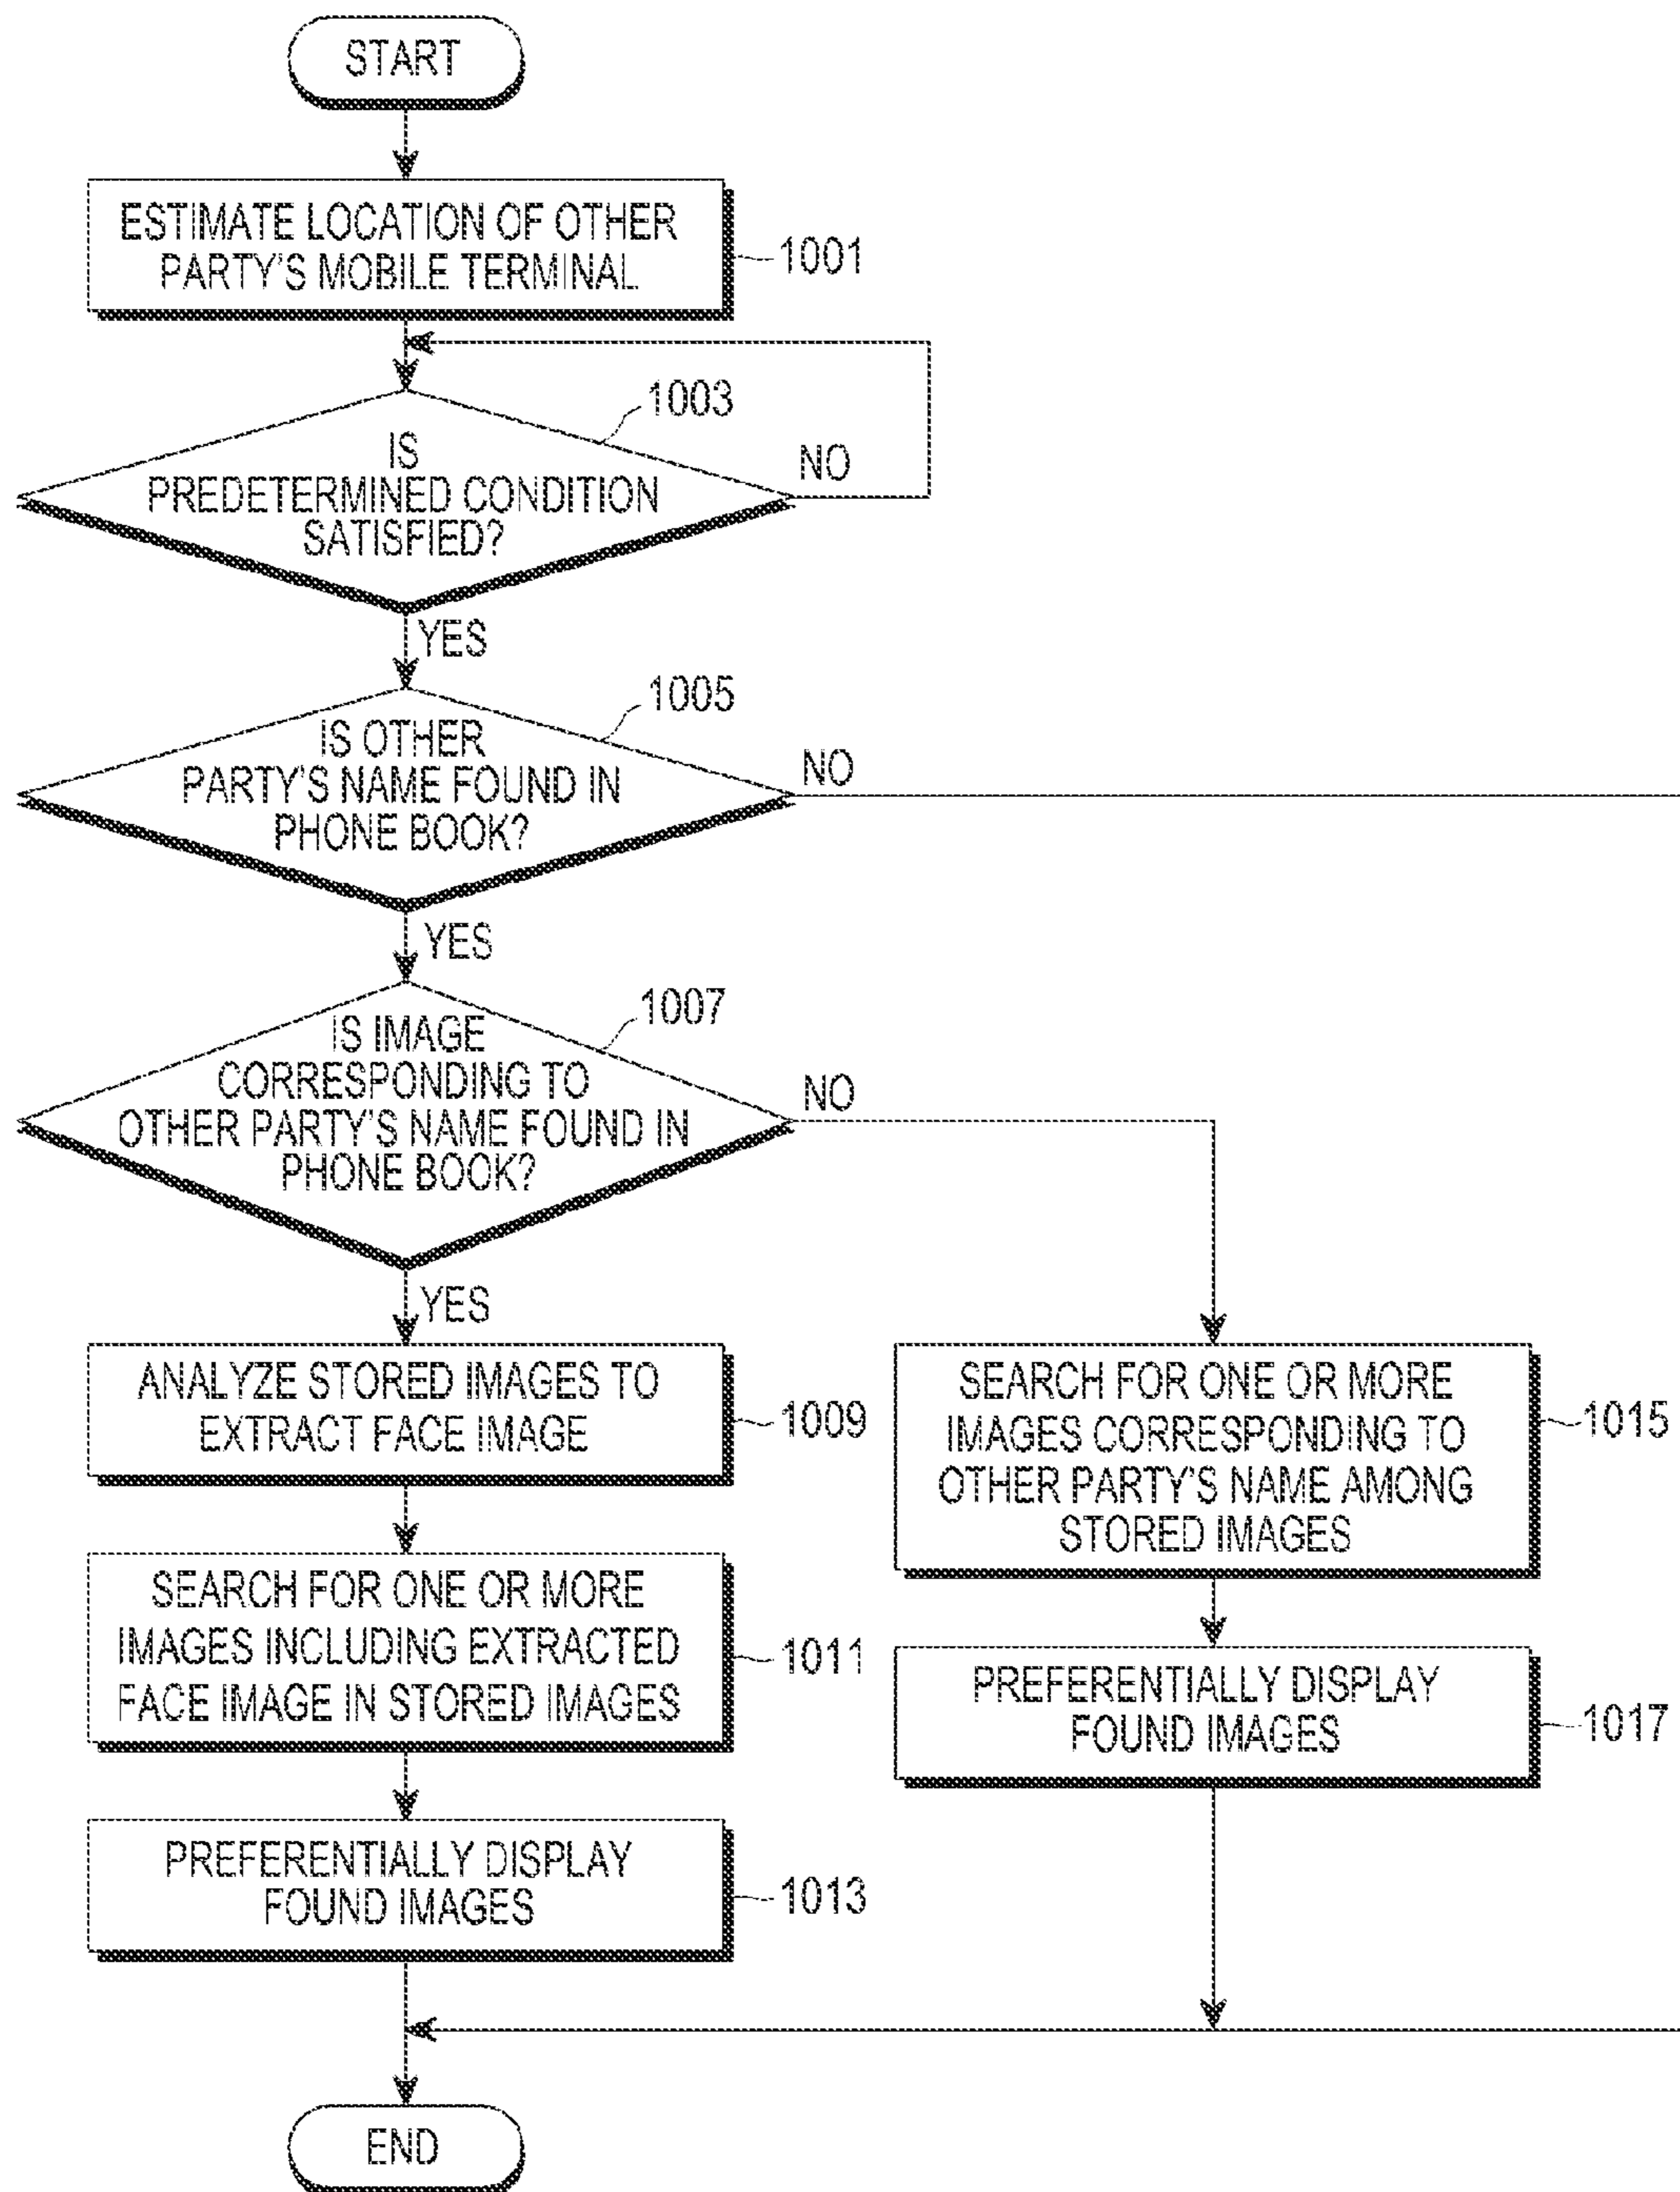 START
ESTIMATE LOCATION OF OTHER
PARTY'S MOBILE TERMINAL
1001
1003
IS
PREDETERMINED CONDITION
SATISFIED?
NO
YES
1005
IS OTHER
PARTY'S NAME FOUND IN
PHONE BOOK?
NO
YES
1007
IS IMAGE
CORRESPONDING TO
OTHER PARTY'S NAME FOUND IN
PHONE BOOK?
NO
YES
ANALYZE STORED IMAGES TO
EXTRACT FACE IMAGE
1009
SEARCH FOR ONE OR MORE
IMAGES INCLUDING EXTRACTED
FACE IMAGE IN STORED IMAGES
1011
PREFERENTIALLY DISPLAY
FOUND IMAGES
1013
SEARCH FOR ONE OR MORE
IMAGES CORRESPONDING TO
OTHER PARTY'S NAME AMONG
STORED IMAGES
1015
PREFERENTIALLY DISPLAY
FOUND IMAGES
1017
END